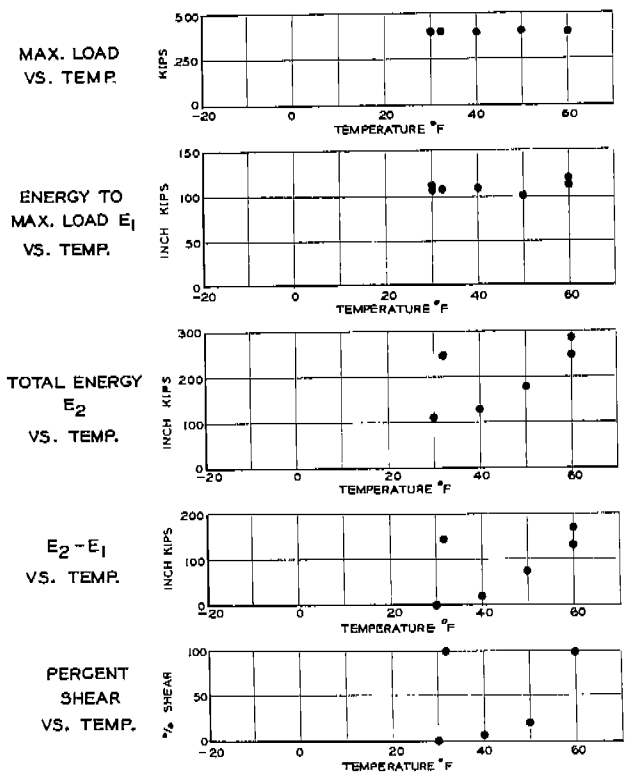 MAX. LOAD
VS. TEMP.
KIPS
500
250
0
-20 0 20 40 60
TEMPERATURE °F
ENERGY TO
MAX. LOAD E1
VS. TEMP.
INCH KIPS
150
100
50
0
-20 0 20 40 60
TEMPERATURE °F
TOTAL ENERGY
E2
VS. TEMP.
INCH KIPS
300
200
100
0
-20 0 20 40 60
TEMPERATURE °F
E2-E1
VS. TEMP.
INCH KIPS
200
100
0
-20 0 20 40 60
TEMPERATURE °F
PERCENT
SHEAR
VS. TEMP.
% SHEAR
100
50
0
-20 0 20 40 60
TEMPERATURE °F